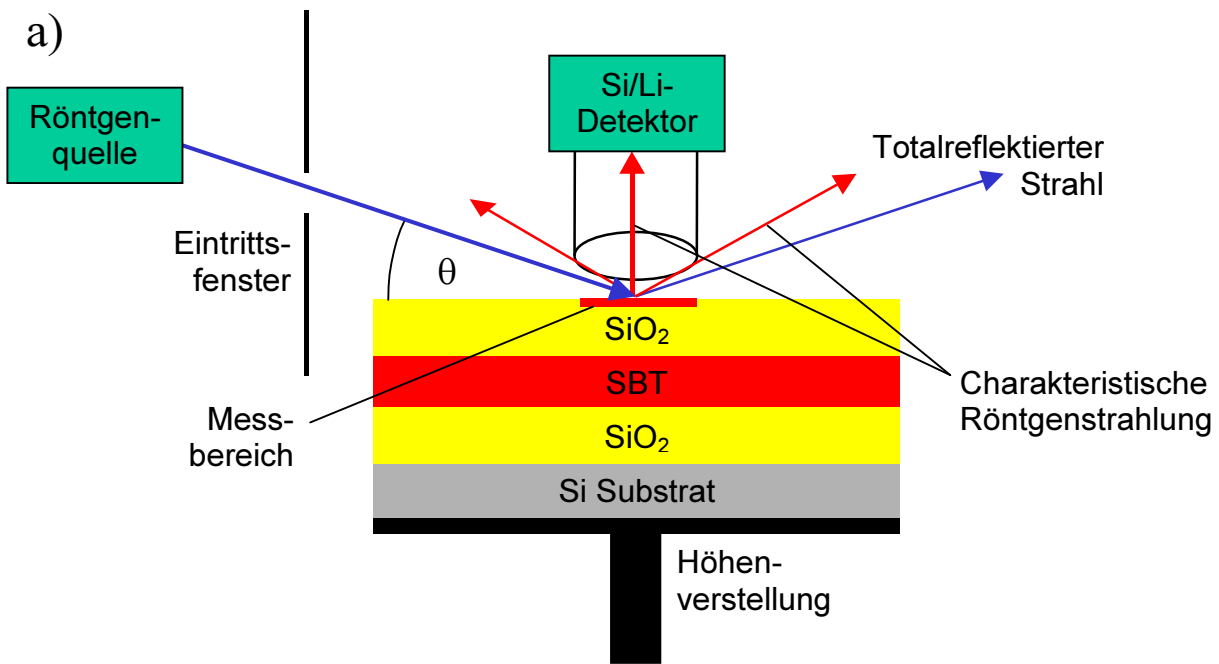 a)
Röntgen-
quelle
Si/Li-
Detektor
Totalreflektierter
Strahl
Eintritts-
fenster
θ
SiO2
SBT
Mess-
bereich
SiO2
Charakteristische
Röntgenstrahlung
Si Substrat
Höhen-
verstellung